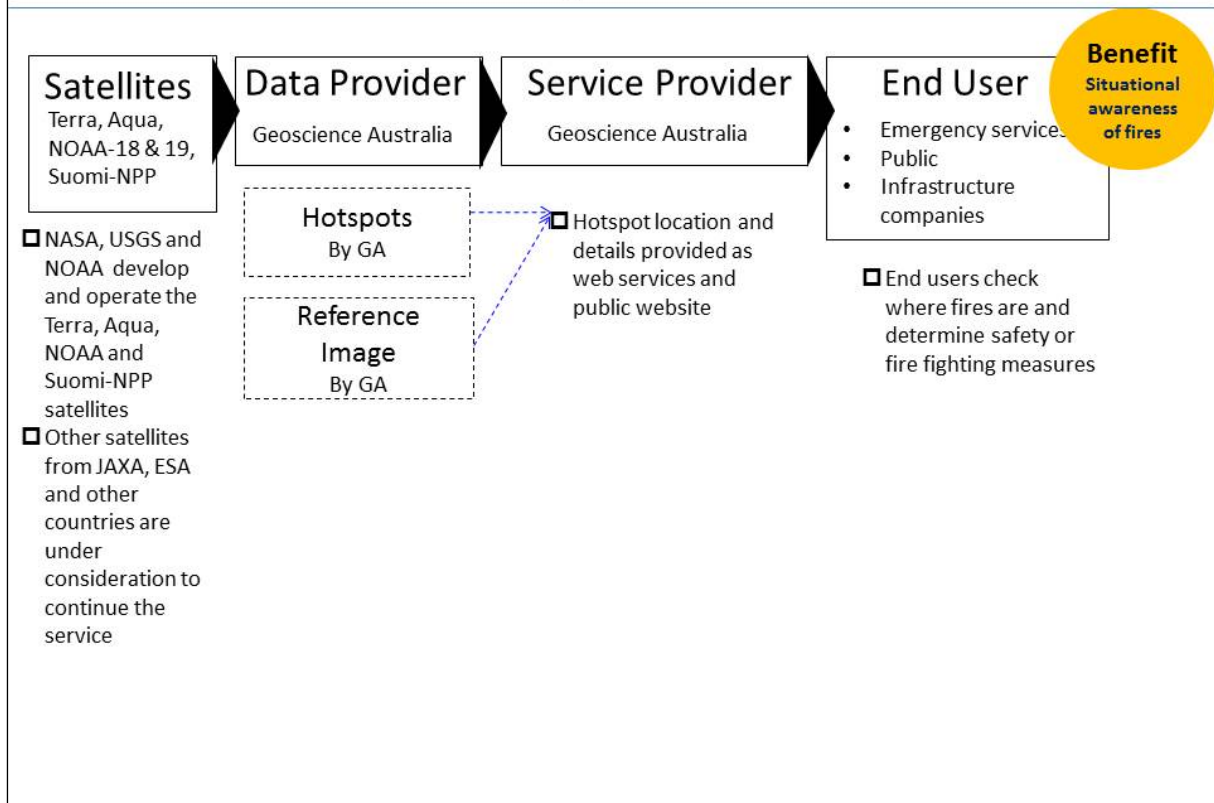 Satellites
Terra, Aqua,
NOAA-18 & 19,
Suomi-NPP
❑ NASA, USGS and
NOAA develop
and operate the
Terra, Aqua,
NOAA and
Suomi-NPP
satellites
❑ Other satellites
from JAXA, ESA
and other
countries are
under
consideration to
continue the
service
Data Provider
Geoscience Australia
Hotspots
By GA
Reference
Image
By GA
Service Provider
Geoscience Australia
❑ Hotspot location and
details provided as
web services and
public website
End User
• Emergency services
• Public
• Infrastructure
companies
❑ End users check
where fires are and
determine safety or
fire fighting measures
Benefit
Situational
awareness
of fires